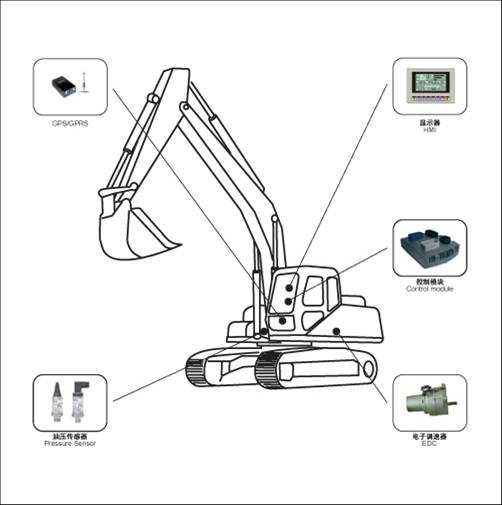 GPS/GPRS
显示器
HMI
控制模块
Control module
油压传感器
Pressure Sensor
电子调速器
EDC